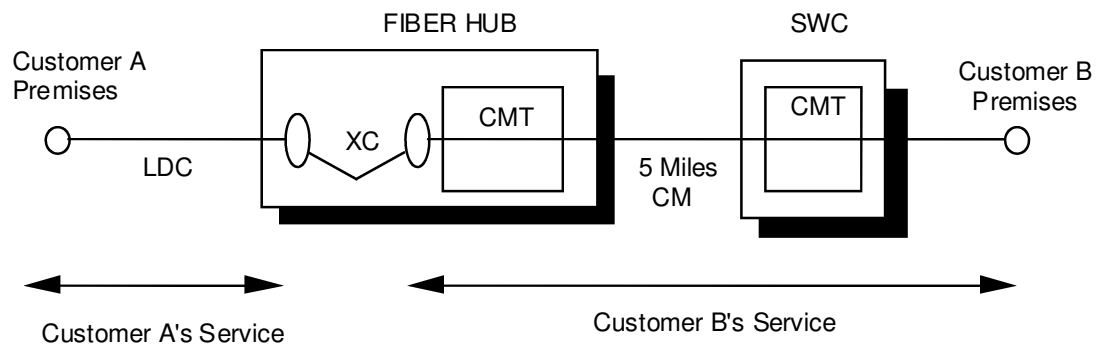 FIBER HUB
SWC
Customer A
Premises
Customer B
Premises
CMT
CMT
XC
LDC
5 Miles
CM
Customer A's Service
Customer B's Service